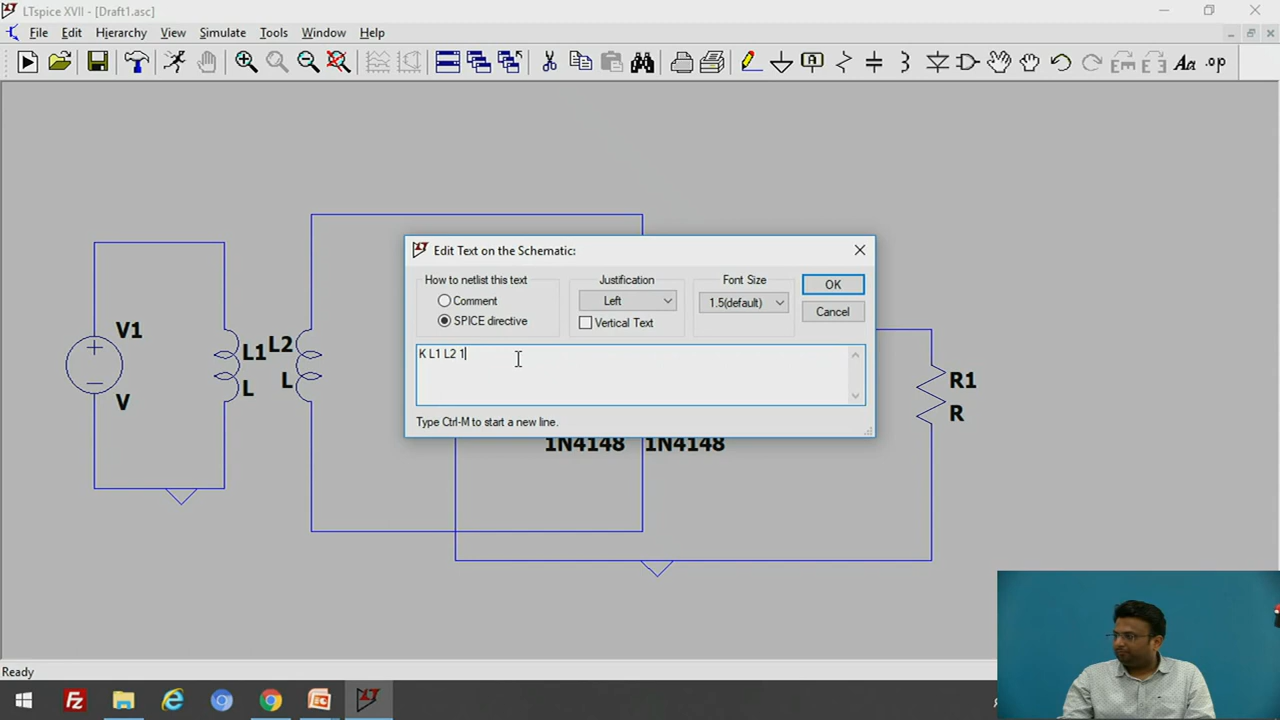 LTspice XVII - [Draft1.asc]
File Edit Hierarchy View Simulate Tools Window Help
Aa .op
Edit Text on the Schematic:
How to netlist this text
Comment
SPICE directive
Justification
Left
Vertical Text
Font Size
1.5(default)
OK
Cancel
K L1 L2 1
Type Ctrl-M to start a new line.
V1
V
L1
L
L2
L
1N4148
1N4148
R1
R
Ready